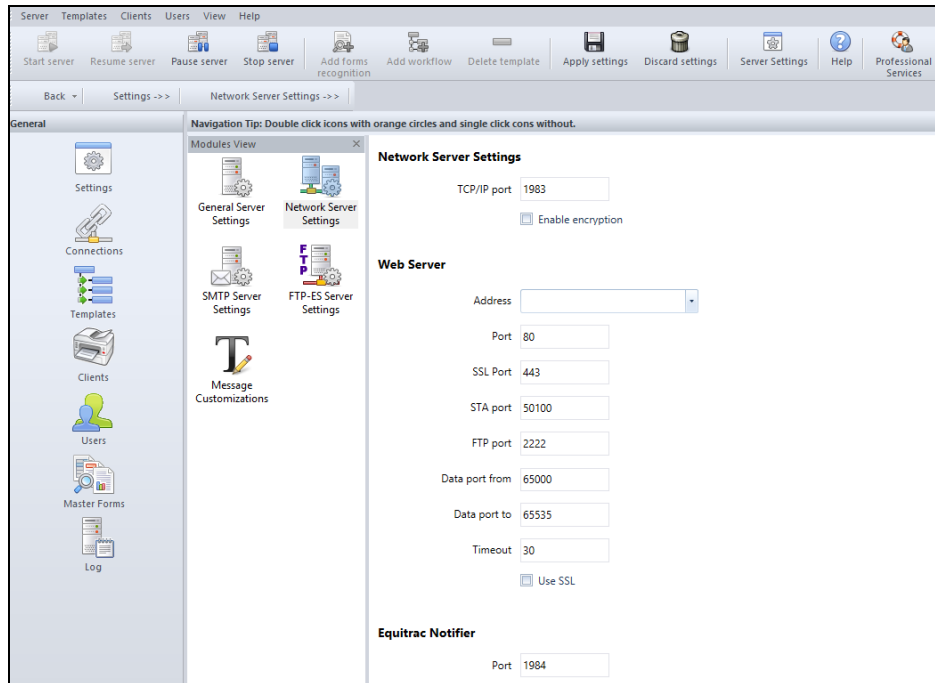 Server Templates Clients Users View Help
Start server Resume server Pause server Stop server Add forms recognition Add workflow Delete template Apply settings Discard settings Server Settings Help Professional Services
Back Settings ->> Network Server Settings ->>
General
Navigation Tip: Double click icons with orange circles and single click cons without.
Settings
Connections
Templates
Clients
Users
Master Forms
Log
Modules View
General Server Settings
Network Server Settings
SMTP Server Settings
FTP
FTP-ES Server Settings
T
Message Customizations
Network Server Settings
TCP/IP port 1983
Enable encryption
Web Server
Address
Port 80
SSL Port 443
STA port 50100
FTP port 2222
Data port from 65000
Data port to 65535
Timeout 30
Use SSL
Equitrac Notifier
Port 1984